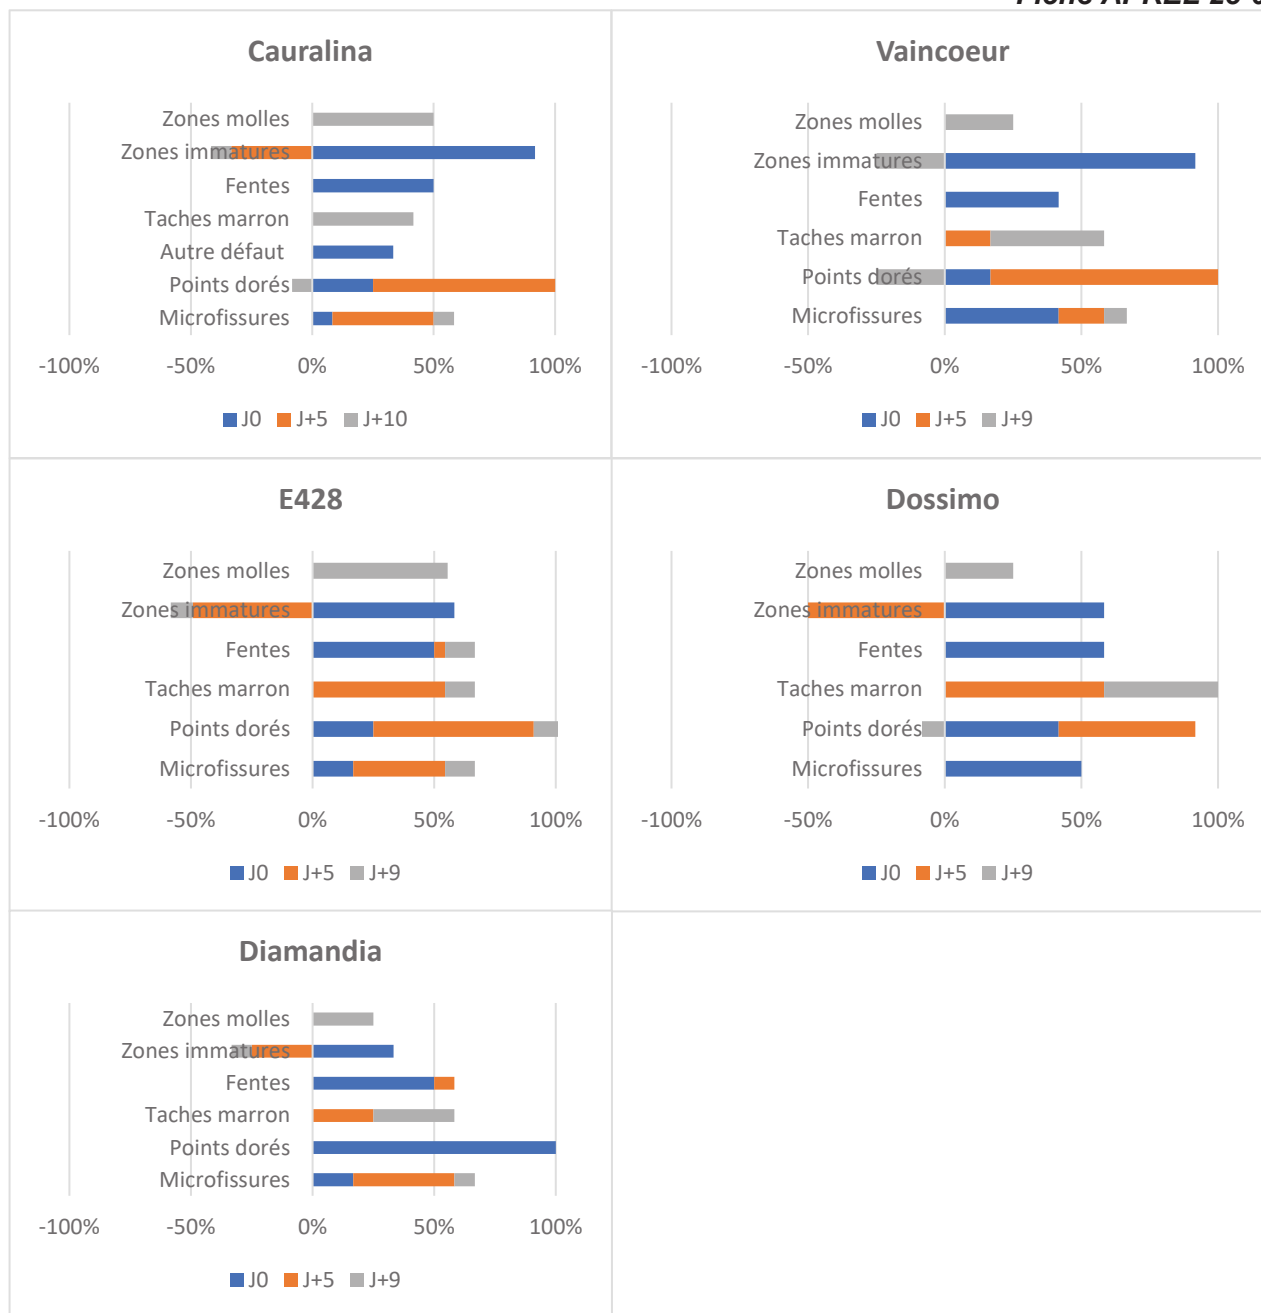 Cauralina
Zones molles
Zones immatures
Fentes
Taches marron
Autre défaut
Points dorés
Microfissures
-100% -50% 0% 50% 100%
J0 J+5 J+10
Vaincoeur
Zones molles
Zones immatures
Fentes
Taches marron
Points dorés
Microfissures
-100% -50% 0% 50% 100%
J0 J+5 J+9
E428
Zones molles
Zones immatures
Fentes
Taches marron
Points dorés
Microfissures
-100% -50% 0% 50% 100%
J0 J+5 J+9
Dossimo
Zones molles
Zones immatures
Fentes
Taches marron
Points dorés
Microfissures
-100% -50% 0% 50% 100%
J0 J+5 J+9
Diamandia
Zones molles
Zones immatures
Fentes
Taches marron
Points dorés
Microfissures
-100% -50% 0% 50% 100%
J0 J+5 J+9